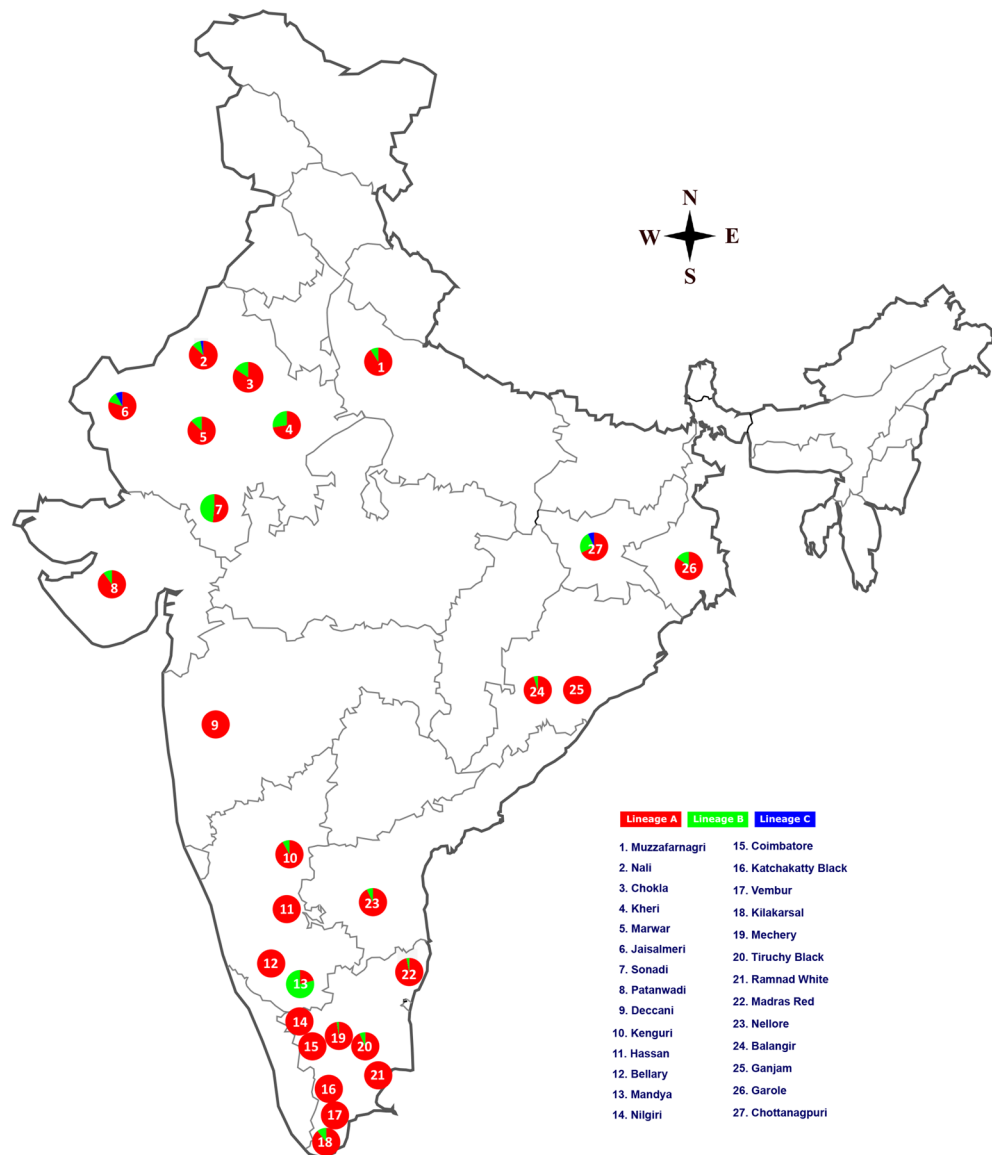 N
W E
S
1
2
3
4
5
6
7
8
27
26
24
25
9
10
11
23
12
13
22
14
15
19
20
21
16
17
18
Lineage A Lineage B Lineage C
1. Muzzafarnagri
2. Nali
3. Chokla
4. Kheri
5. Marwar
6. Jaisalmeri
7. Sonadi
8. Patanwadi
9. Deccani
10. Kenguri
11. Hassan
12. Bellary
13. Mandya
14. Nilgiri
15. Coimbatore
16. Katchakatty Black
17. Vembur
18. Kilakarsal
19. Mechery
20. Tiruchy Black
21. Ramnad White
22. Madras Red
23. Nellore
24. Balangir
25. Ganjam
26. Garole
27. Chottanagpuri